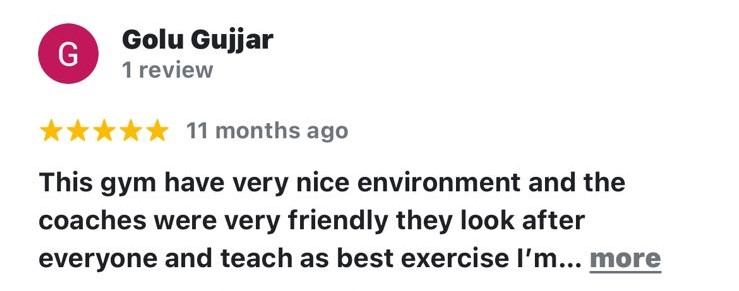 G
Golu Gujjar
1 review
11 months ago
This gym have very nice environment and the
coaches were very friendly they look after
everyone and teach as best exercise I’m... more